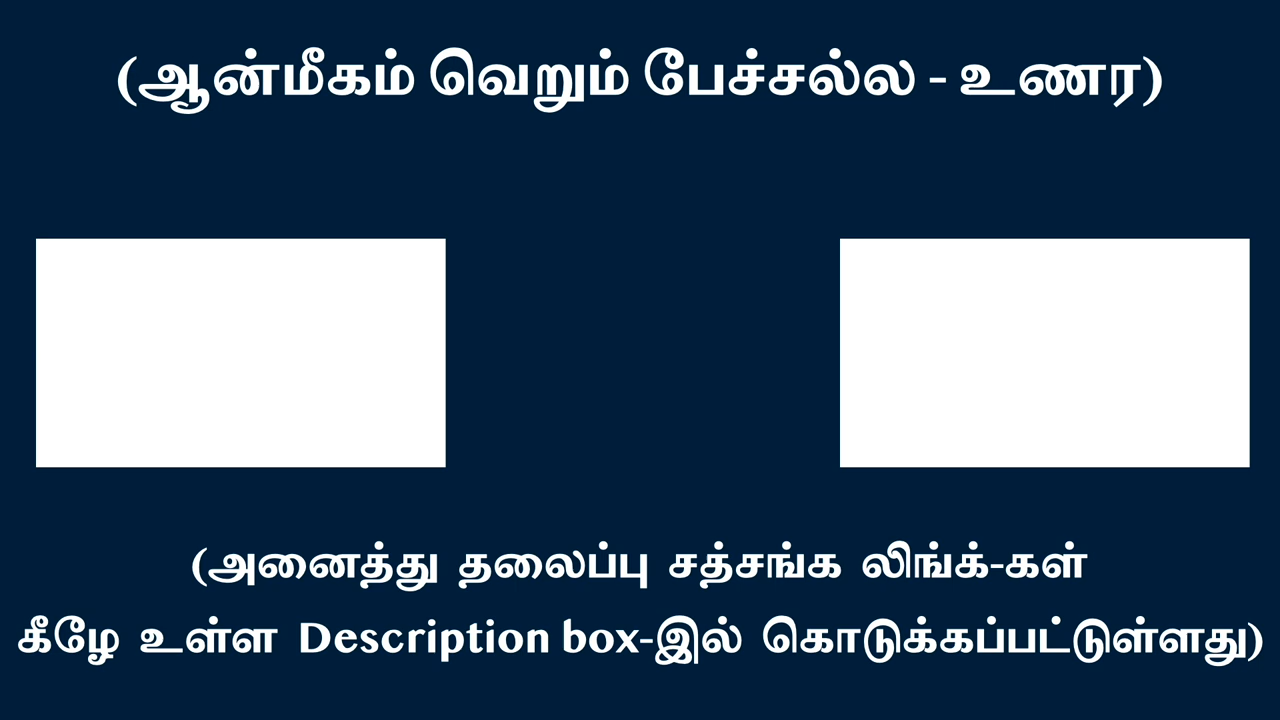 (ஆன்மீகம் வெறும் பேச்சல்ல - உணர)
(அனைத்து தலைப்பு சத்சங்க லிங்க்-கள்
கீழே உள்ள Description box-இல் கொடுக்கப்பட்டுள்ளது)